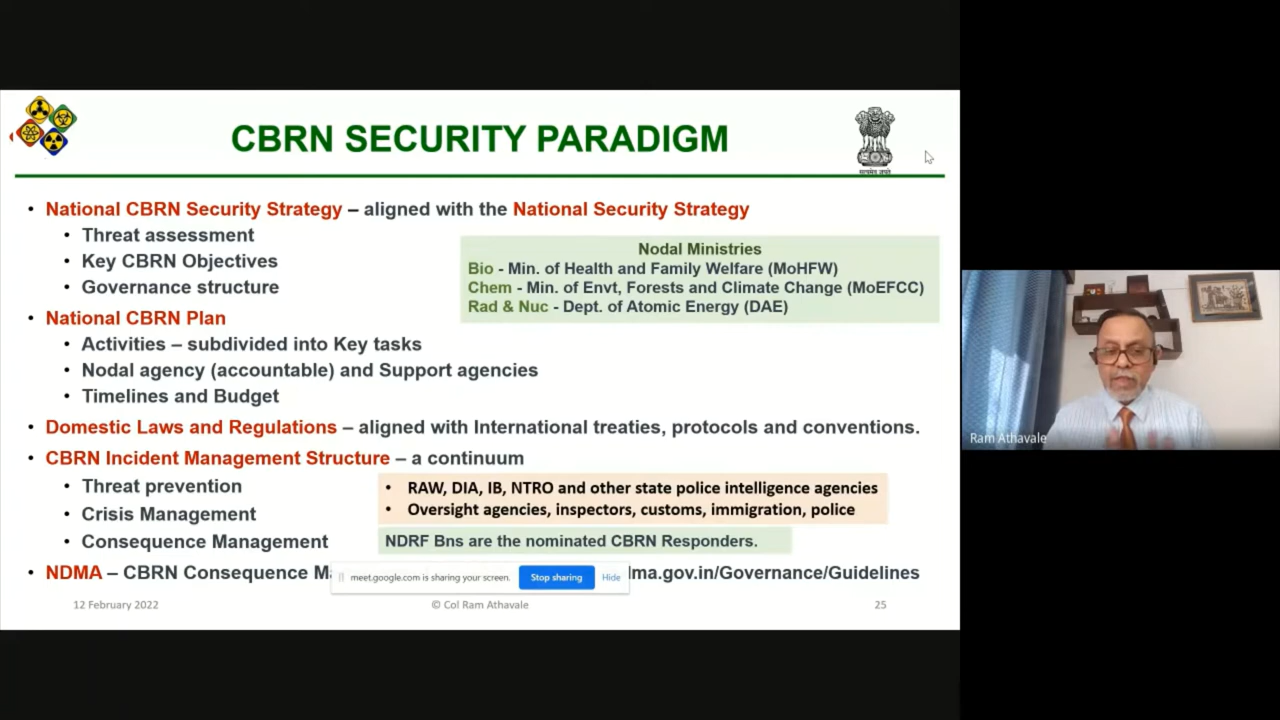 CBRN SECURITY PARADIGM
सत्यमेव जयते
• National CBRN Security Strategy – aligned with the National Security Strategy
• Threat assessment
• Key CBRN Objectives
• Governance structure
Nodal Ministries
Bio - Min. of Health and Family Welfare (MoHFW)
Chem - Min. of Envt, Forests and Climate Change (MoEFCC)
Rad & Nuc - Dept. of Atomic Energy (DAE)
• National CBRN Plan
• Activities – subdivided into Key tasks
• Nodal agency (accountable) and Support agencies
• Timelines and Budget
• Domestic Laws and Regulations – aligned with International treaties, protocols and conventions.
• CBRN Incident Management Structure – a continuum
• Threat prevention
• Crisis Management
• Consequence Management
• RAW, DIA, IB, NTRO and other state police intelligence agencies
• Oversight agencies, inspectors, customs, immigration, police
NDRF Bns are the nominated CBRN Responders.
• NDMA – CBRN Consequence Ma dma.gov.in/Governance/Guidelines
meet.google.com is sharing your screen. Stop sharing Hide
12 February 2022 © Col Ram Athavale 25
Ram Athavale